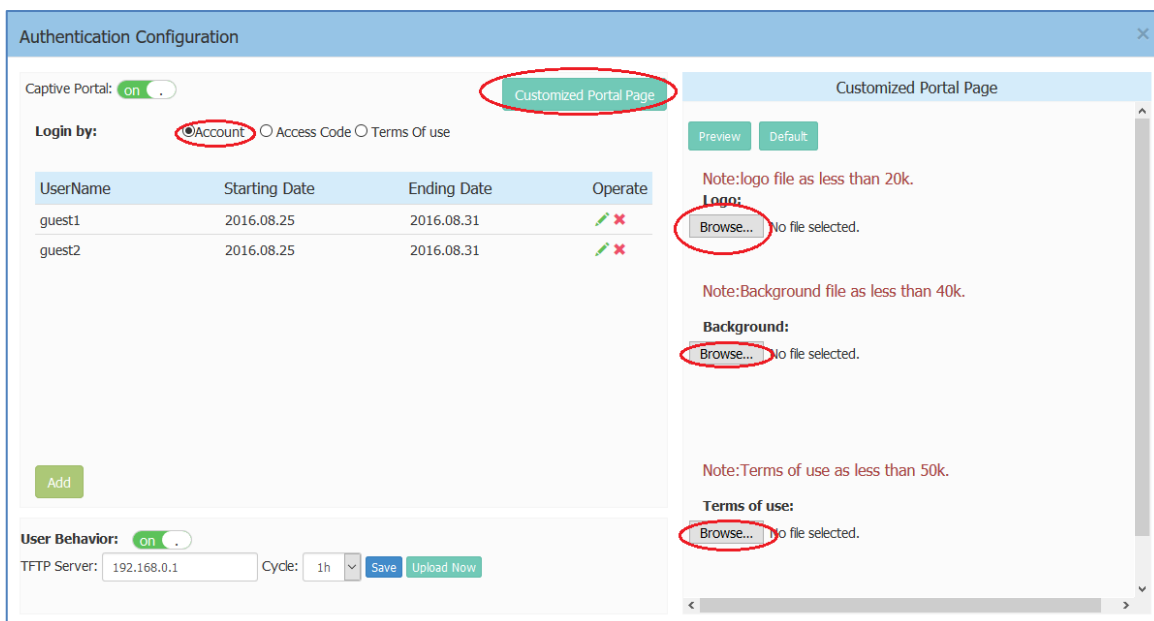 Authentication Configuration
Captive Portal: on .
Customized Portal Page
Login by: Account Access Code Terms Of use
UserName Starting Date Ending Date Operate
guest1 2016.08.25 2016.08.31
guest2 2016.08.25 2016.08.31
Add
User Behavior: on .
TFTP Server: 192.168.0.1 Cycle: 1h Save Upload Now
Customized Portal Page
Preview Default
Note:logo file as less than 20k.
Logo:
Browse... No file selected.
Note:Background file as less than 40k.
Background:
Browse... No file selected.
Note:Terms of use as less than 50k.
Terms of use:
Browse... No file selected.